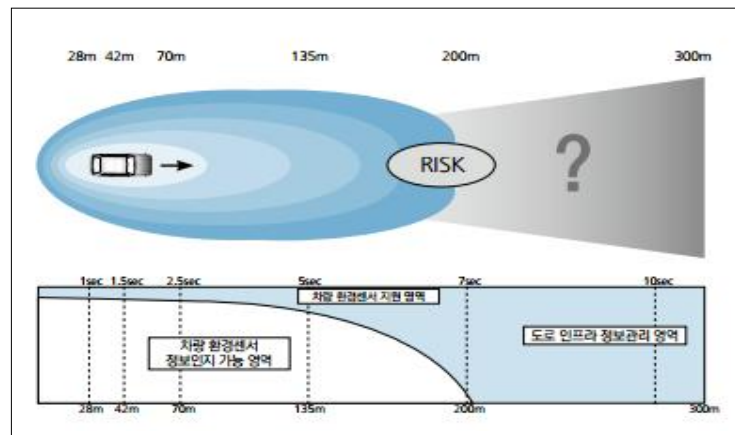 28m 42m 70m 135m 200m 300m
RISK
?
1sec 1.5sec 2.5sec 5sec 7sec 10sec
차량 환경센서 지원 영역
차량 환경센서
정보인지 가능 영역
도로 인프라 정보관리 영역
28m 42m 70m 135m 200m 300m